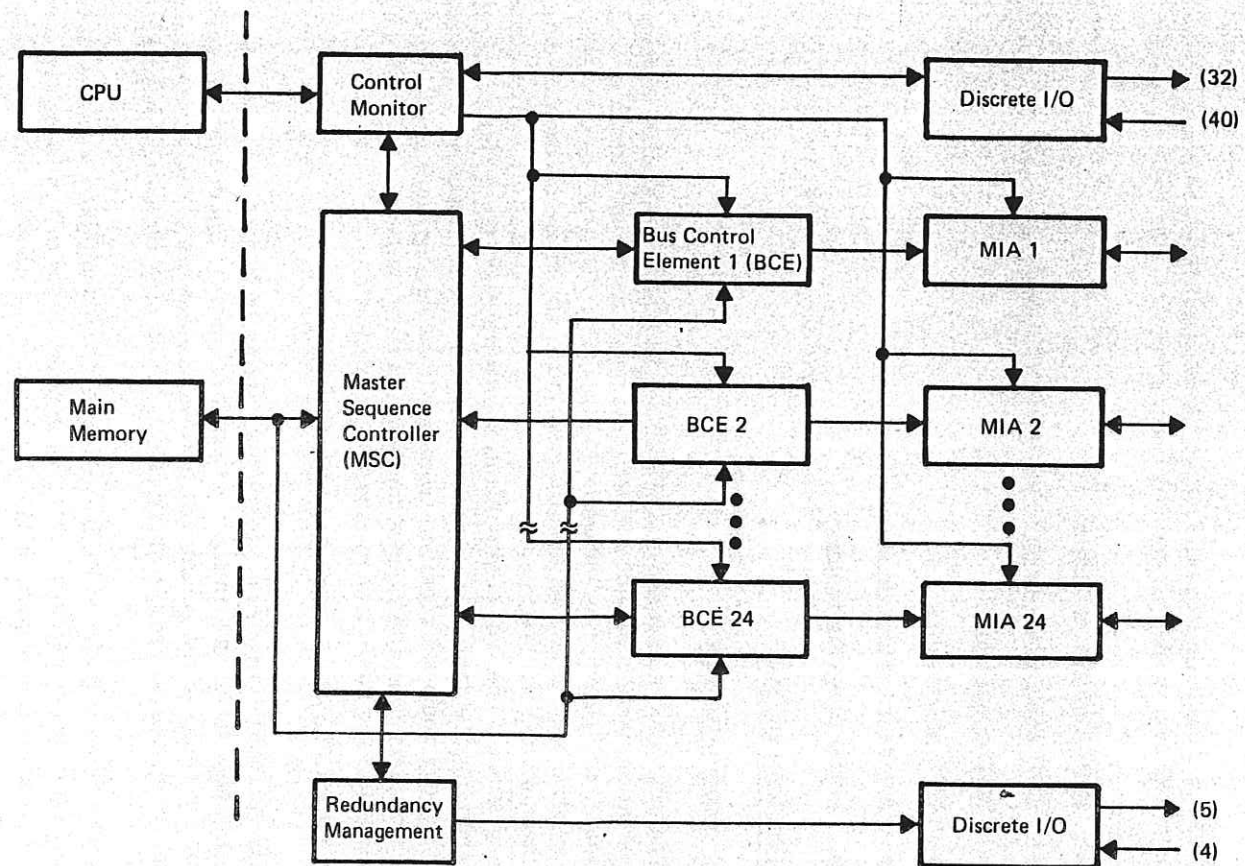 CPU
Control
Monitor
Discrete I/O
(32)
(40)
Bus Control
Element 1 (BCE)
MIA 1
Main
Memory
Master
Sequence
Controller
(MSC)
BCE 2
MIA 2
BCE 24
MIA 24
Redundancy
Management
Discrete I/O
(5)
(4)